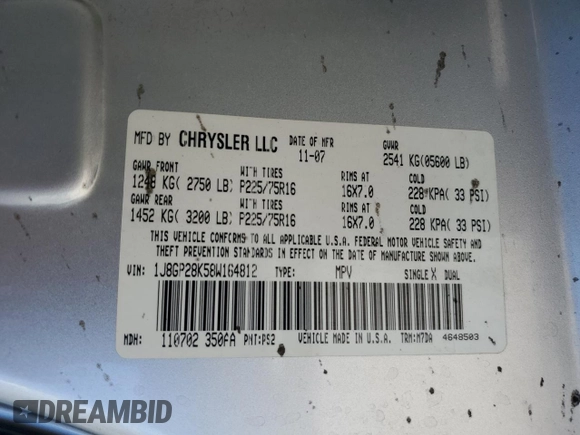 MFD BY CHRYSLER LLC DATE OF MFR GVWR
11-07 2541 KG(05600 LB)
GAWR FRONT WITH TIRES RIMS AT COLD
1248 KG( 2750 LB) P225/75R16 16X7.0 228 KPA( 33 PSI)
GAWR REAR WITH TIRES RIMS AT COLD
1452 KG( 3200 LB) P225/75R16 16X7.0 228 KPA( 33 PSI)
THIS VEHICLE CONFORMS TO ALL APPLICABLE U.S.A. FEDERAL MOTOR VEHICLE SAFETY AND
THEFT PREVENTION STANDARDS IN EFFECT ON THE DATE OF MANUFACTURE SHOWN ABOVE.
VIN: 1J8GP28K58W164812 TYPE: MPV SINGLE X DUAL
MDH: 110702 350FA PNT:PS2 VEHICLE MADE IN U.S.A. TRM:M7DA 4648503
DREAMBID